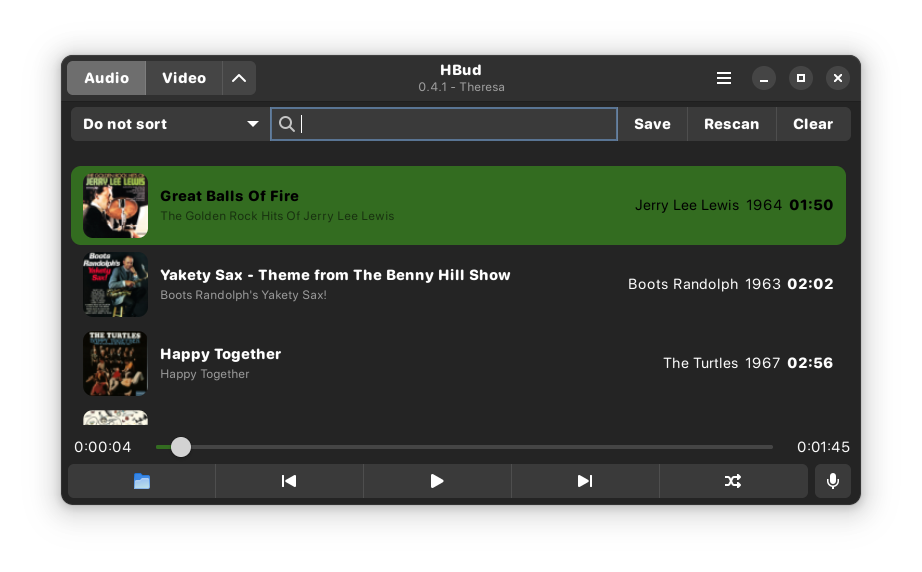 Audio
Video
HBud
0.4.1 - Theresa
Do not sort
Save
Rescan
Clear
JERRY LEE LEWIS
Great Balls Of Fire
The Golden Rock Hits Of Jerry Lee Lewis
Jerry Lee Lewis 1964 01:50
Boots
Randolph's
Yakety
Sax!
Yakety Sax - Theme from The Benny Hill Show
Boots Randolph's Yakety Sax!
Boots Randolph 1963 02:02
THE TURTLES
HAPPY TOGETHER
Happy Together
Happy Together
The Turtles 1967 02:56
0:00:04
0:01:45